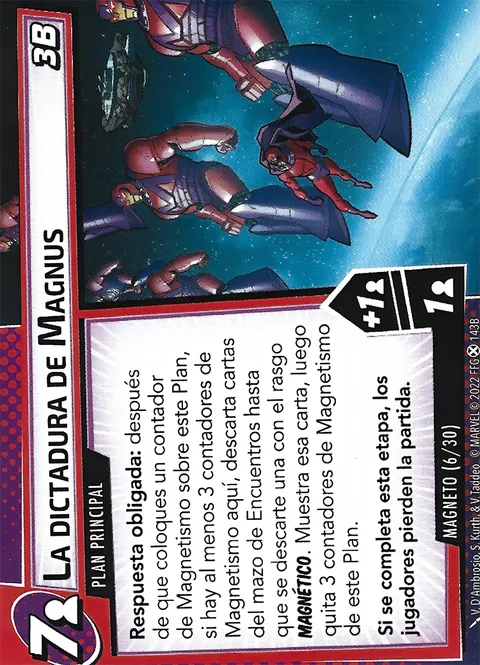 7
LA DICTADURA DE MAGNUS
3B
PLAN PRINCIPAL
Respuesta obligada: después
de que coloques un contador
de Magnetismo sobre este Plan,
si hay al menos 3 contadores de
Magnetismo aquí, descarta cartas
del mazo de Encuentros hasta
que se descarte una con el rasgo
MAGNÉTICO. Muestra esa carta, luego
quita 3 contadores de Magnetismo
de este Plan.
Si se completa esta etapa, los
jugadores pierden la partida.
+1
1
MAGNETO (6/30)
V. D'Ambrosio, S. Kirith, & V. Taddeo. © MARVEL © 2022 FFG 143B